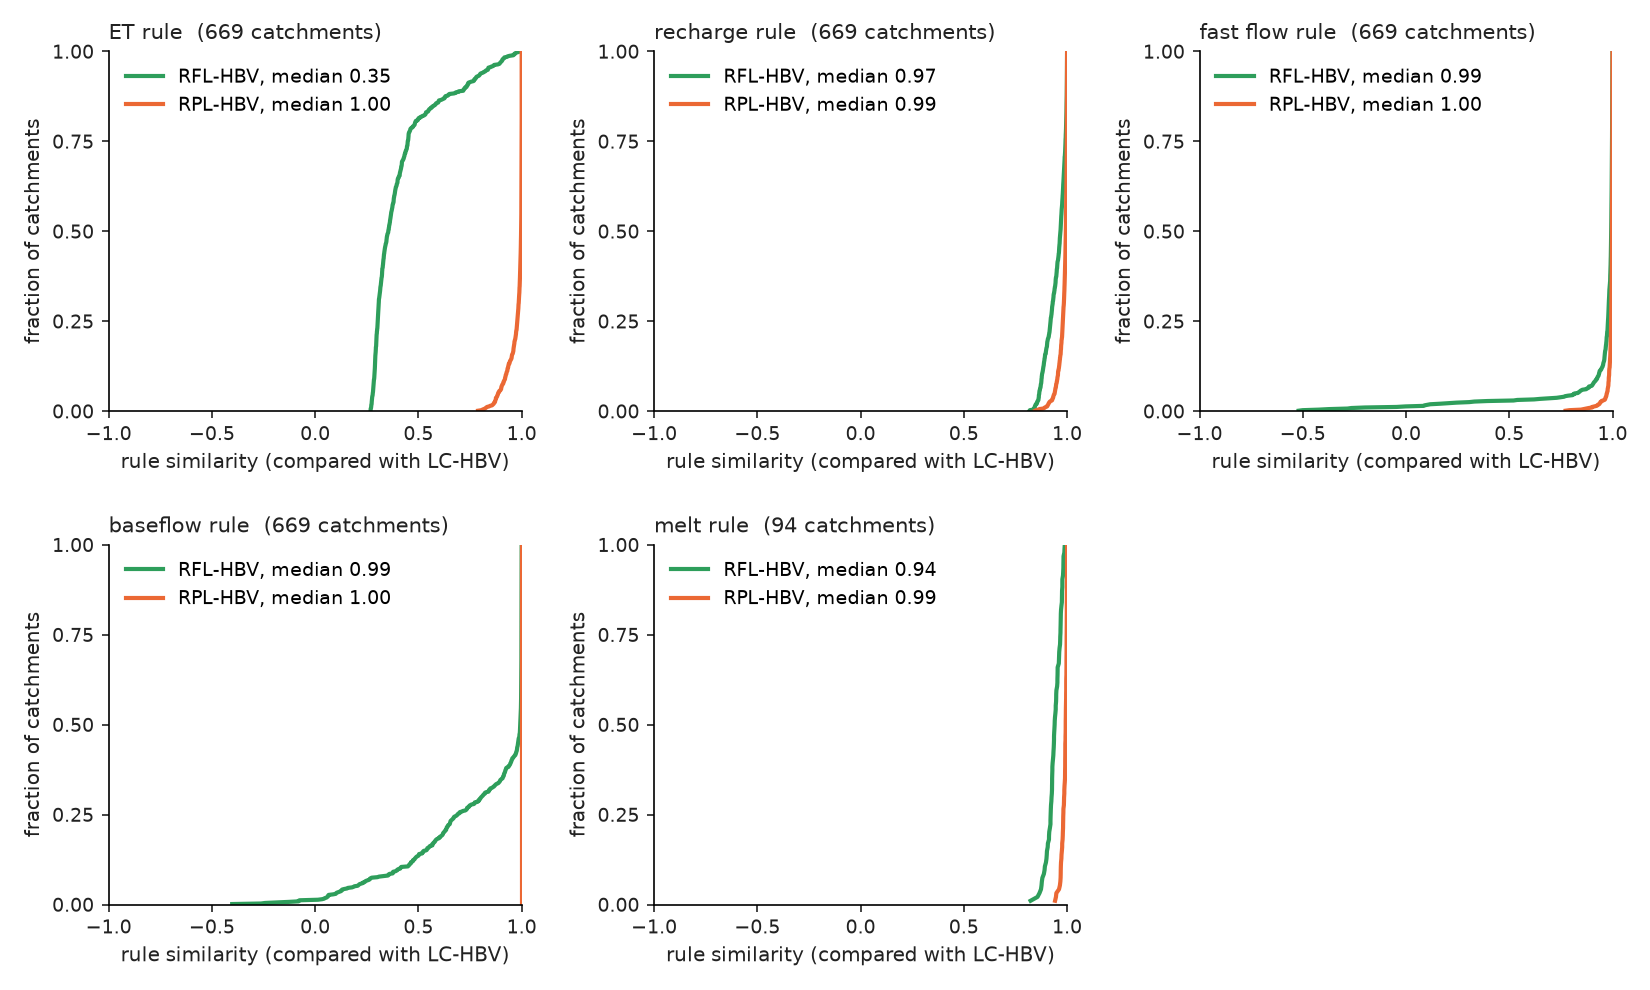 ET rule  (669 catchments)
1.00
0.75
0.50
0.25
0.00
fraction of catchments
RFL-HBV, median 0.35
RPL-HBV, median 1.00
−1.0 −0.5 0.0 0.5 1.0
rule similarity (compared with LC-HBV)
recharge rule  (669 catchments)
1.00
0.75
0.50
0.25
0.00
fraction of catchments
RFL-HBV, median 0.97
RPL-HBV, median 0.99
−1.0 −0.5 0.0 0.5 1.0
rule similarity (compared with LC-HBV)
fast flow rule  (669 catchments)
1.00
0.75
0.50
0.25
0.00
fraction of catchments
RFL-HBV, median 0.99
RPL-HBV, median 1.00
−1.0 −0.5 0.0 0.5 1.0
rule similarity (compared with LC-HBV)
baseflow rule  (669 catchments)
1.00
0.75
0.50
0.25
0.00
fraction of catchments
RFL-HBV, median 0.99
RPL-HBV, median 1.00
−1.0 −0.5 0.0 0.5 1.0
rule similarity (compared with LC-HBV)
melt rule  (94 catchments)
1.00
0.75
0.50
0.25
0.00
fraction of catchments
RFL-HBV, median 0.94
RPL-HBV, median 0.99
−1.0 −0.5 0.0 0.5 1.0
rule similarity (compared with LC-HBV)